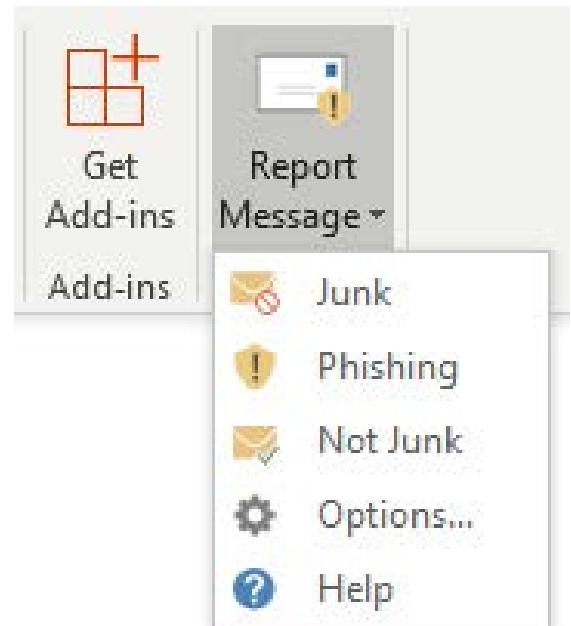 Get
Add-ins
Add-ins
Report
Message
Junk
Phishing
Not Junk
Options...
Help